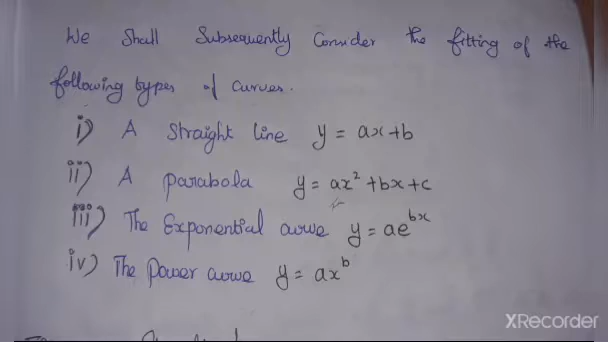 We Shall Subsequently Consider the fitting of the
following types of curves.
i) A Straight line y = ax+b
ii) A parabola y = ax² + bx + c
iii) The Exponential curve y = ae^bx
iv) The Power curve y = ax^b
XRecorder